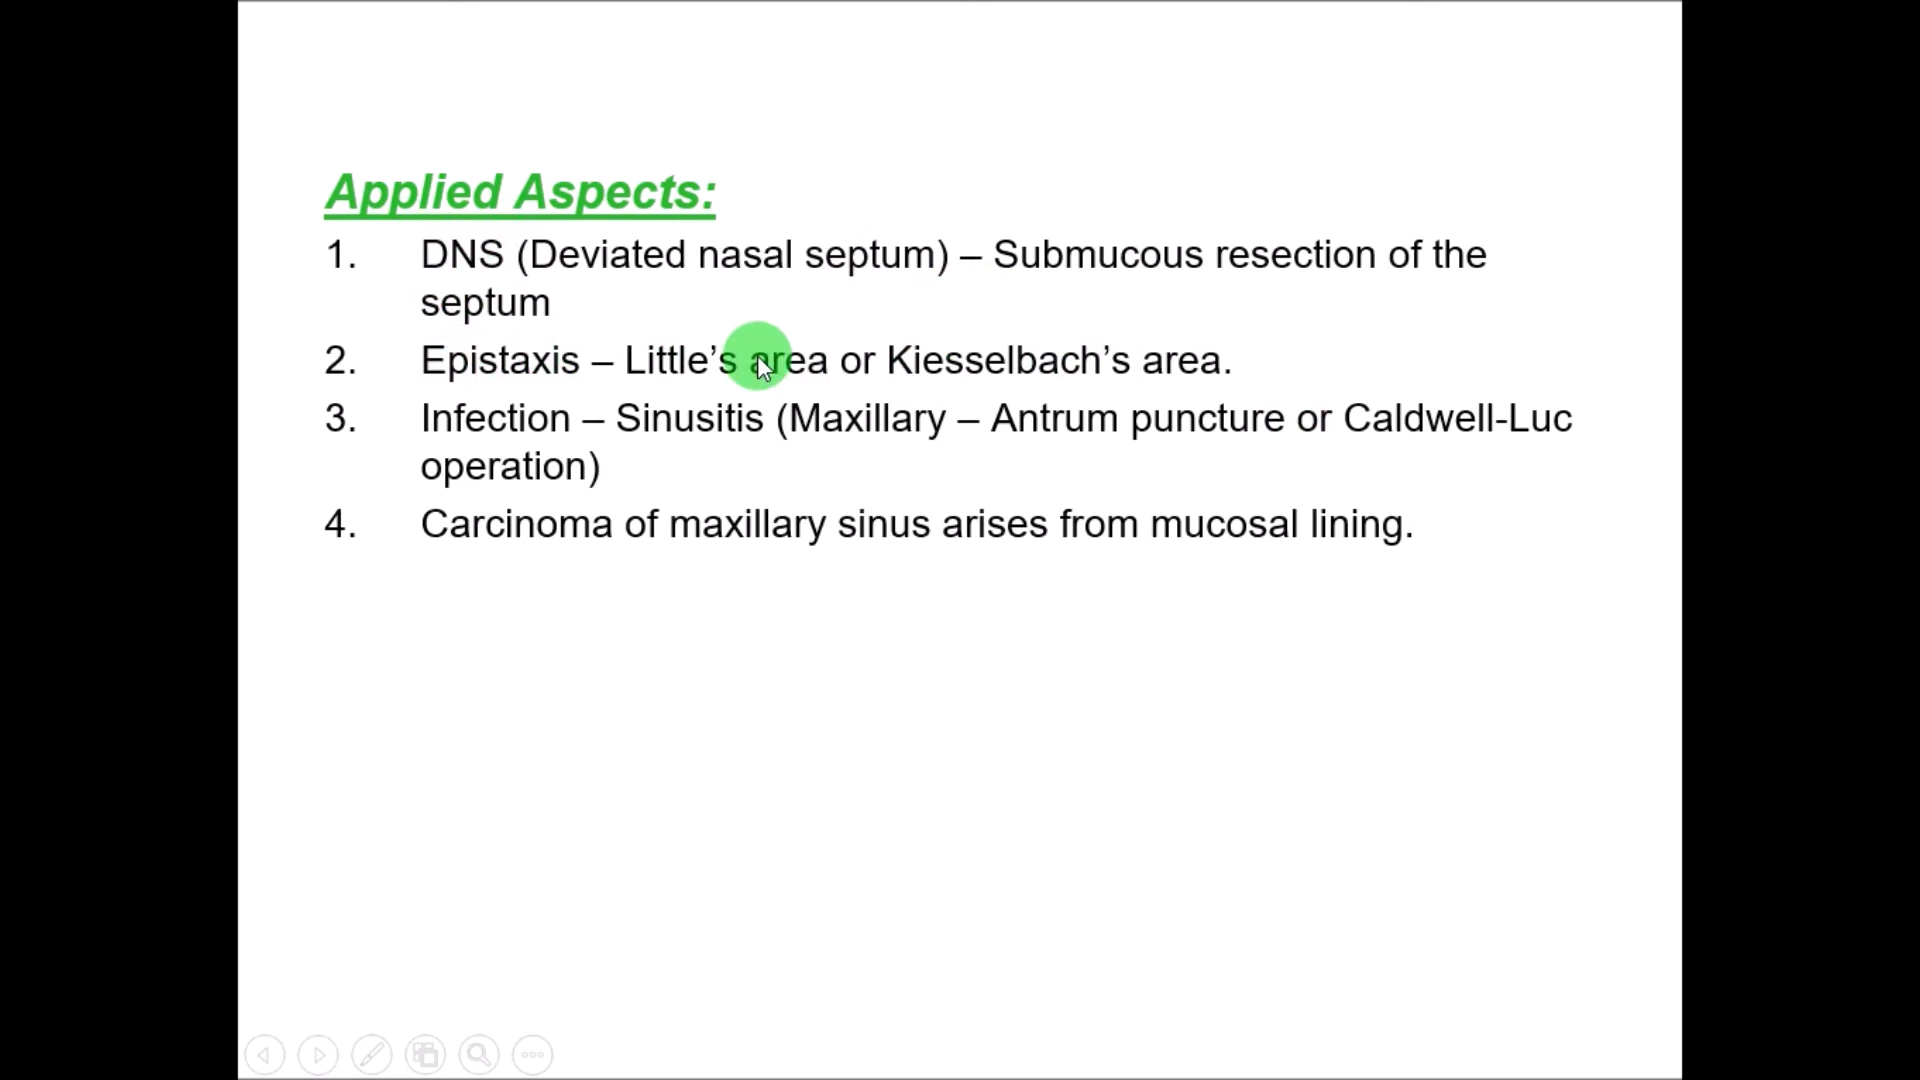 Applied Aspects:
1. DNS (Deviated nasal septum) – Submucous resection of the
septum
2. Epistaxis – Little’s area or Kiesselbach’s area.
3. Infection – Sinusitis (Maxillary – Antrum puncture or Caldwell-Luc
operation)
4. Carcinoma of maxillary sinus arises from mucosal lining.